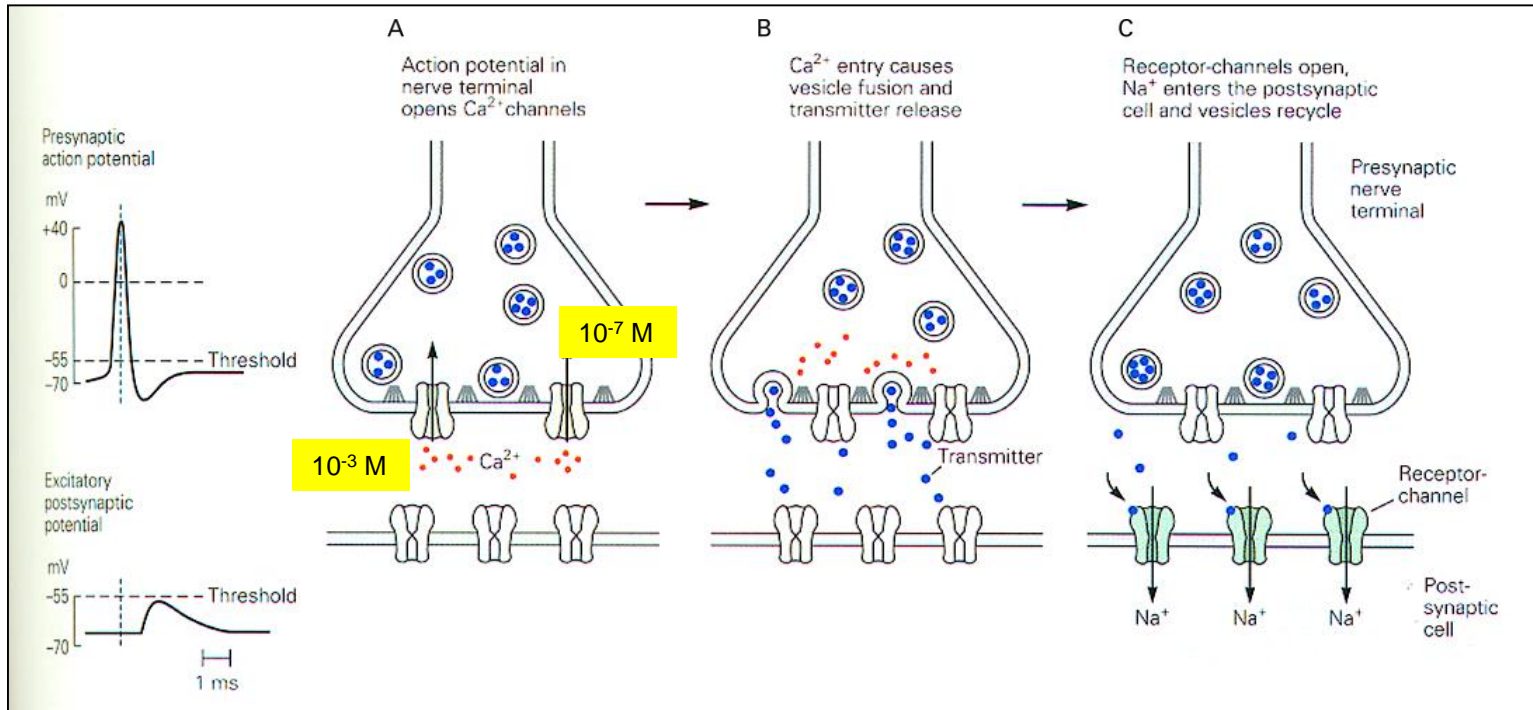 A
Action potential in
nerve terminal
opens Ca²⁺ channels
B
Ca²⁺ entry causes
vesicle fusion and
transmitter release
C
Receptor-channels open,
Na⁺ enters the postsynaptic
cell and vesicles recycle
Presynaptic
action potential
mV
+40
0
-55
Threshold
-70
10⁻⁷ M
10⁻³ M
Ca²⁺
Transmitter
Presynaptic
nerve
terminal
Receptor-
channel
Na⁺
Na⁺
Na⁺
Post-
synaptic
cell
Excitatory
postsynaptic
potential
mV
-55
Threshold
-70
1 ms